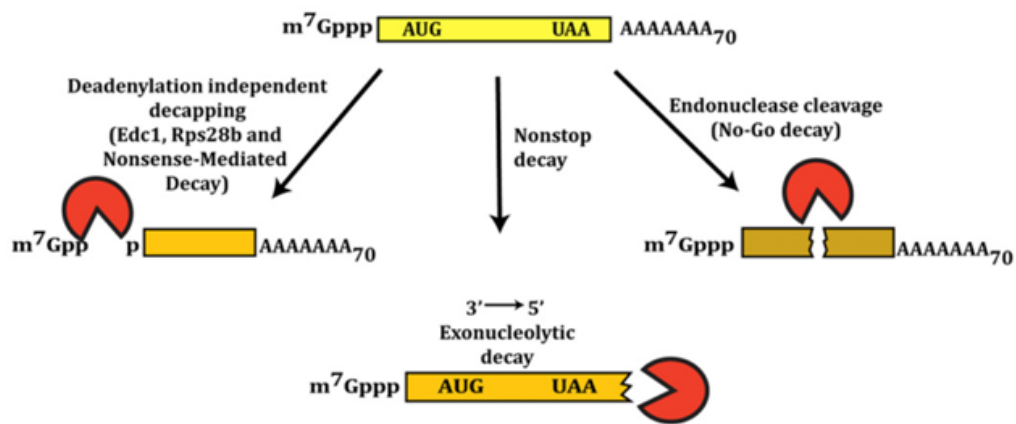 m⁷Gppp AUG UAA AAAAAAA₇₀
Deadenylation independent
decapping
(Edc1, Rps28b and
Nonsense-Mediated
Decay)
Nonstop
decay
Endonuclease cleavage
(No-Go decay)
m⁷Gpp p AAAAAAA₇₀
m⁷Gppp AAAAAAA₇₀
3’ → 5’
Exonucleolytic
decay
m⁷Gppp AUG UAA